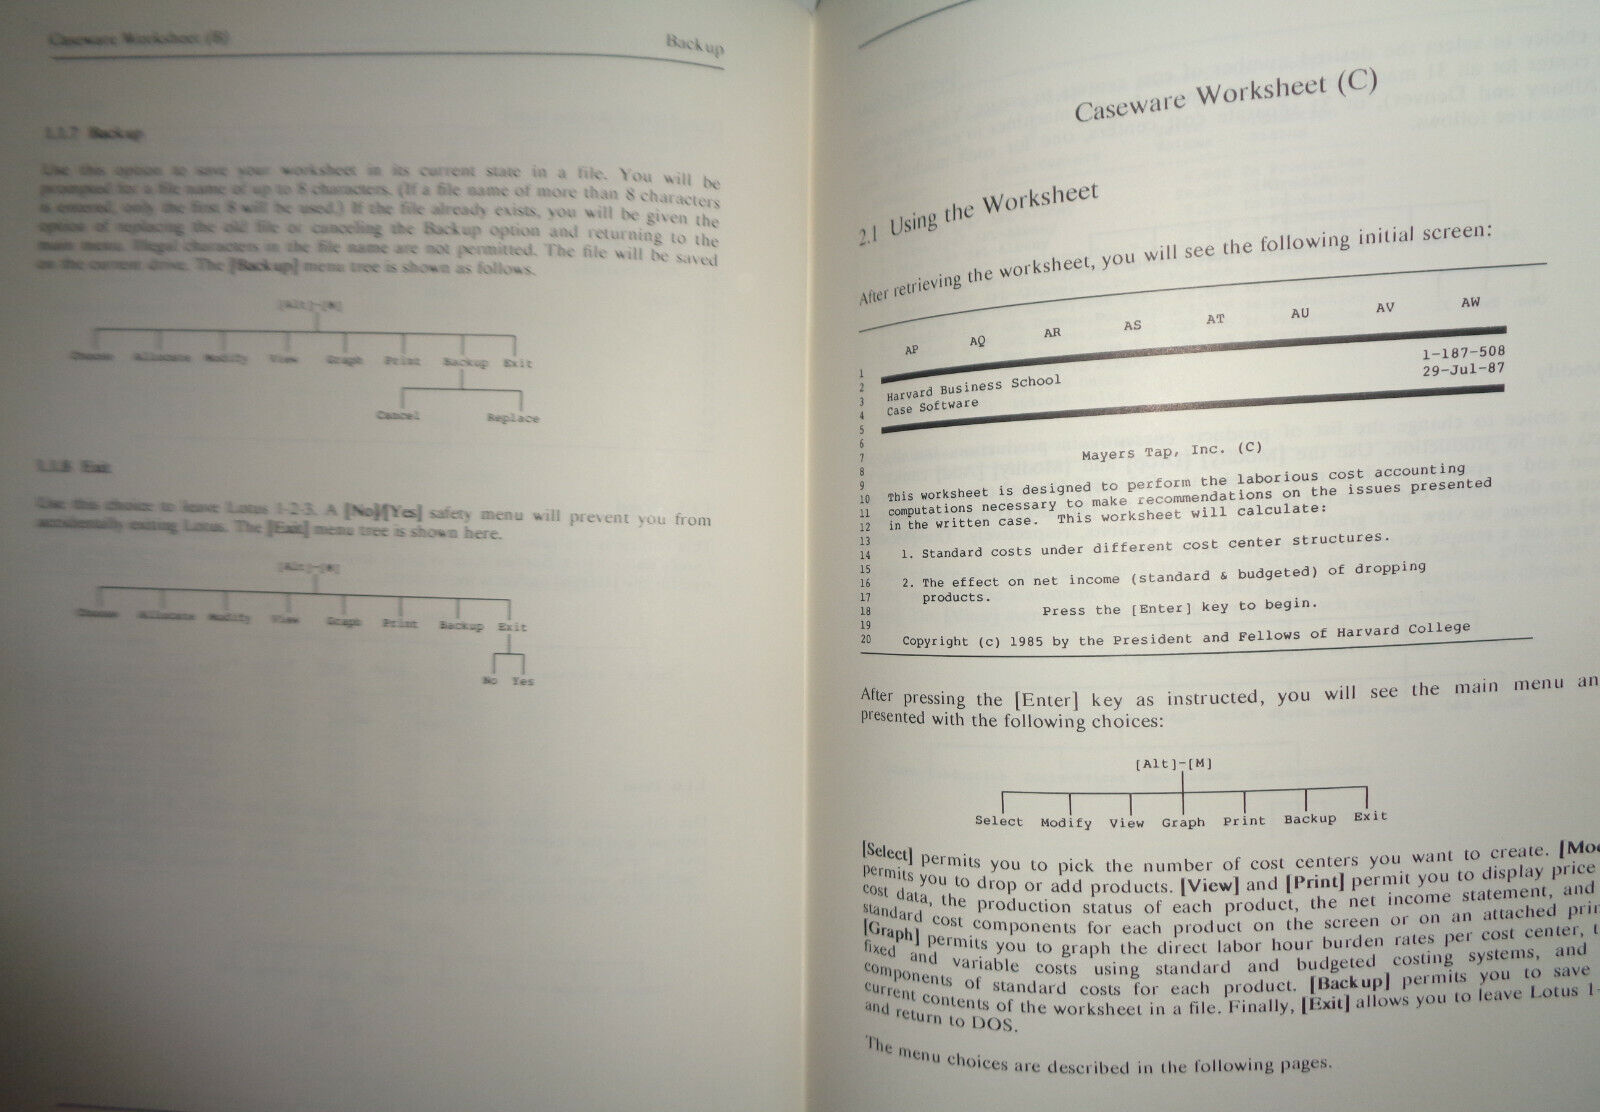 Caseware Worksheet (B) Backup
1.1.7 Backup
Use this option to save your worksheet in its current state in a file. You will be
prompted for a file name of up to 8 characters. (If a file name of more than 8 characters
is entered, only the first 8 will be used.) If the file already exists, you will be given the
option of replacing the old file or canceling the Backup option and returning to the
main menu. Illegal characters in the file name are not permitted. The file will be saved
on the current drive. The [Backup] menu tree is shown as follows.
[Alt]-[M]
Choose Allocate Modify View Graph Print Backup Exit
Cancel Replace
1.1.8 Exit
Use this choice to leave Lotus 1-2-3. A [No]/[Yes] safety menu will prevent you from
accidentally exiting Lotus. The [Exit] menu tree is shown here.
[Alt]-[M]
Choose Allocate Modify View Graph Print Backup Exit
No Yes
Caseware Worksheet (C)
2.1 Using the Worksheet
After retrieving the worksheet, you will see the following initial screen:
AP AQ AR AS AT AU AV AW
1
2 1-187-508
3 Harvard Business School 29-Jul-87
4 Case Software
5
6
7 Mayers Tap, Inc. (C)
8
9
10 This worksheet is designed to perform the laborious cost accounting
11 computations necessary to make recommendations on the issues presented
12 in the written case. This worksheet will calculate:
13
14 1. Standard costs under different cost center structures.
15
16 2. The effect on net income (standard & budgeted) of dropping
17 products.
18 Press the [Enter] key to begin.
19
20 Copyright (c) 1985 by the President and Fellows of Harvard College
After pressing the [Enter] key as instructed, you will see the main menu an
presented with the following choices:
[Alt]-[M]
Select Modify View Graph Print Backup Exit
[Select] permits you to pick the number of cost centers you want to create. [Mo
permits you to drop or add products. [View] and [Print] permit you to display price
cost data, the production status of each product, the net income statement, and
standard cost components for each product on the screen or on an attached prin
[Graph] permits you to graph the direct labor hour burden rates per cost center, t
fixed and variable costs using standard and budgeted costing systems, and
components of standard costs for each product. [Backup] permits you to save
current contents of the worksheet in a file. Finally, [Exit] allows you to leave Lotus 1-
and return to DOS.
The menu choices are described in the following pages.